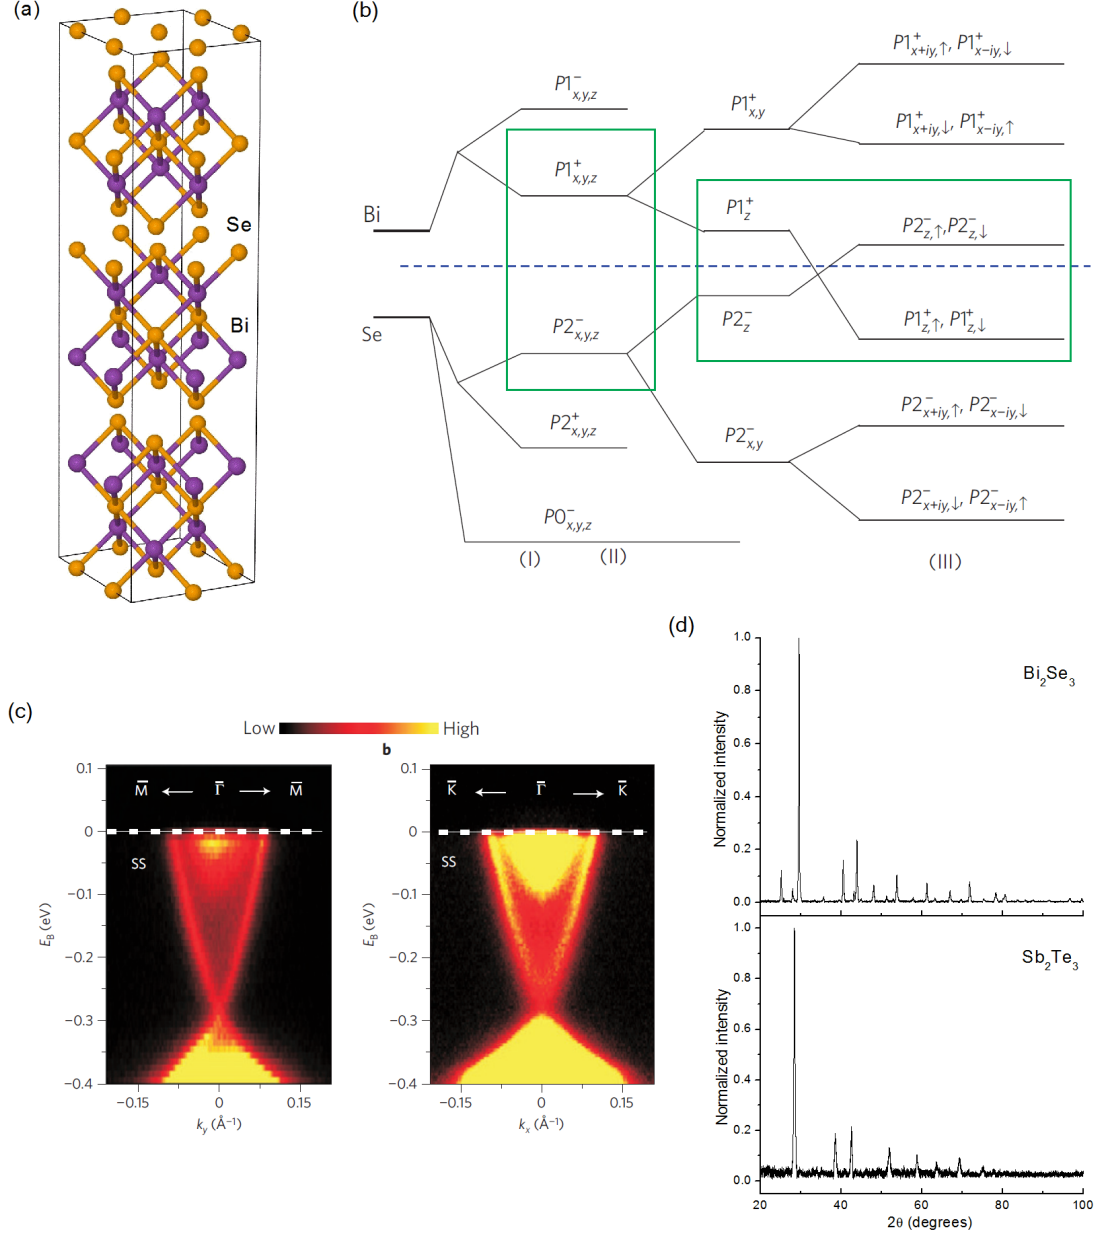 (a)
Se
Bi
(b)
Bi
Se
P1⁻x,y,z
P1⁺x,y,z
P2⁻x,y,z
P2⁺x,y,z
P0⁻x,y,z
P1⁺x,y
P1⁺z
P2⁻z
P2⁻x,y
P1⁺x+iy,↑, P1⁺x−iy,↓
P1⁺x+iy,↓, P1⁺x−iy,↑
P2⁻z,↑, P2⁻z,↓
P1⁺z,↑, P1⁺z,↓
P2⁻x+iy,↑, P2⁻x−iy,↓
P2⁻x+iy,↓, P2⁻x−iy,↑
(I) (II) (III)
(c)
Low High
b
0.1
0
−0.1
−0.2
−0.3
−0.4
E_B (eV)
M̄ ← Γ̄ → M̄
SS
−0.15 0 0.15
k_y (Å⁻¹)
0.1
0
−0.1
−0.2
−0.3
−0.4
E_B (eV)
K̄ ← Γ̄ → K̄
SS
−0.15 0 0.15
k_x (Å⁻¹)
(d)
Normalized intensity
1.0
0.8
0.6
0.4
0.2
0.0
Bi₂Se₃
Normalized intensity
1.0
0.8
0.6
0.4
0.2
0.0
Sb₂Te₃
20 40 60 80 100
2θ (degrees)